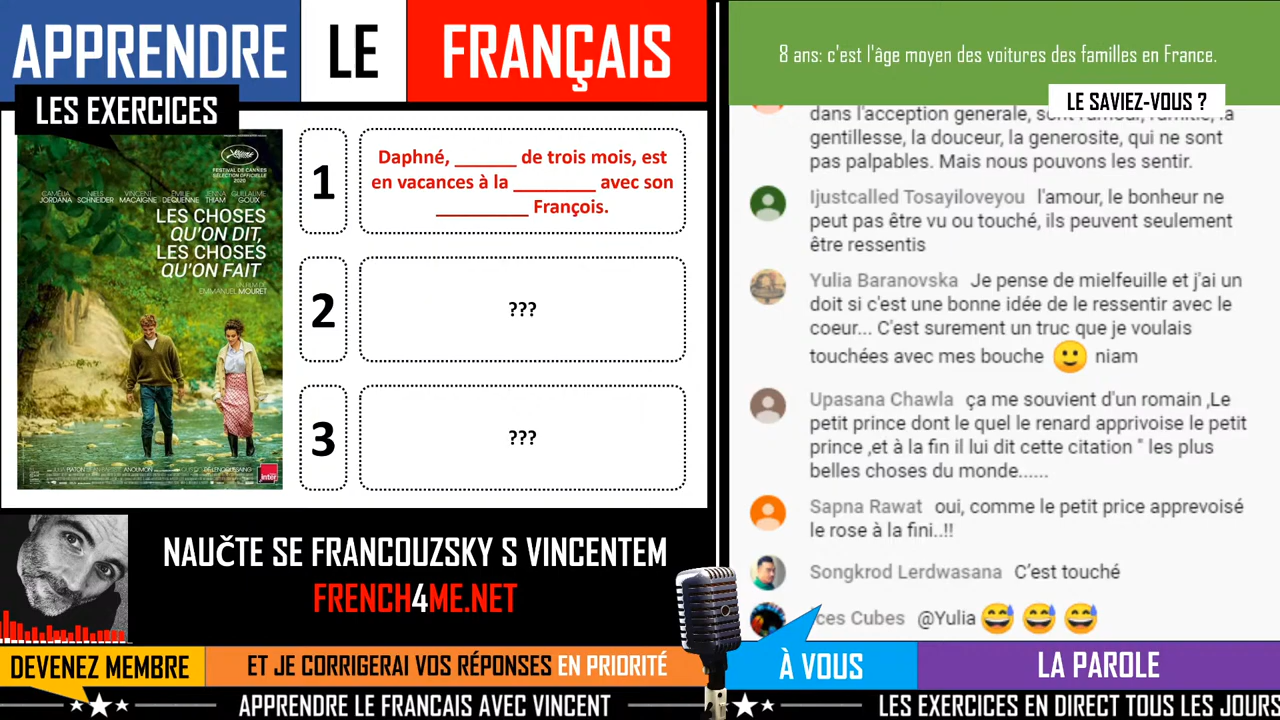 APPRENDRE LE FRANÇAIS
LES EXERCICES
FESTIVAL DE CANNES
SÉLECTION OFFICIELLE
2020
CAMÉLIA JORDANA
NIELS SCHNEIDER
VINCENT MACAIGNE
ÉMILIE DEQUENNE
JENNA THIAM
GUILLAUME GOUIX
LES CHOSES
QU'ON DIT,
LES CHOSES
QU'ON FAIT
UN FILM DE
EMMANUEL MOURET
inter
1
Daphné, ______ de trois mois, est
en vacances à la ________ avec son
_________ François.
2
???
3
???
NAUČTE SE FRANCOUZSKY S VINCENTEM
FRENCH4ME.NET
DEVENEZ MEMBRE
ET JE CORRIGERAI VOS RÉPONSES EN PRIORITÉ
APPRENDRE LE FRANCAIS AVEC VINCENT
8 ans: c'est l'âge moyen des voitures des familles en France.
LE SAVIEZ-VOUS ?
dans l'acception generale, sont l'amour, l'amitie, la
gentillesse, la douceur, la generosite, qui ne sont
pas palpables. Mais nous pouvons les sentir.
Ijustcalled Tosayiloveyou l'amour, le bonheur ne
peut pas être vu ou touché, ils peuvent seulement
être ressentis
Yulia Baranovska Je pense de mielfeuille et j'ai un
doit si c'est une bonne idée de le ressentir avec le
coeur... C'est surement un truc que je voulais
touchées avec mes bouche 🙂 niam
Upasana Chawla ça me souvient d'un romain ,Le
petit prince dont le quel le renard apprivoise le petit
prince ,et à la fin il lui dit cette citation " les plus
belles choses du monde......
Sapna Rawat oui, comme le petit price apprevoisé
le rose à la fini..!!
Songkrod Lerdwasana C'est touché
ces Cubes @Yulia 😅 😅 😅
À VOUS
LA PAROLE
LES EXERCICES EN DIRECT TOUS LES JOURS